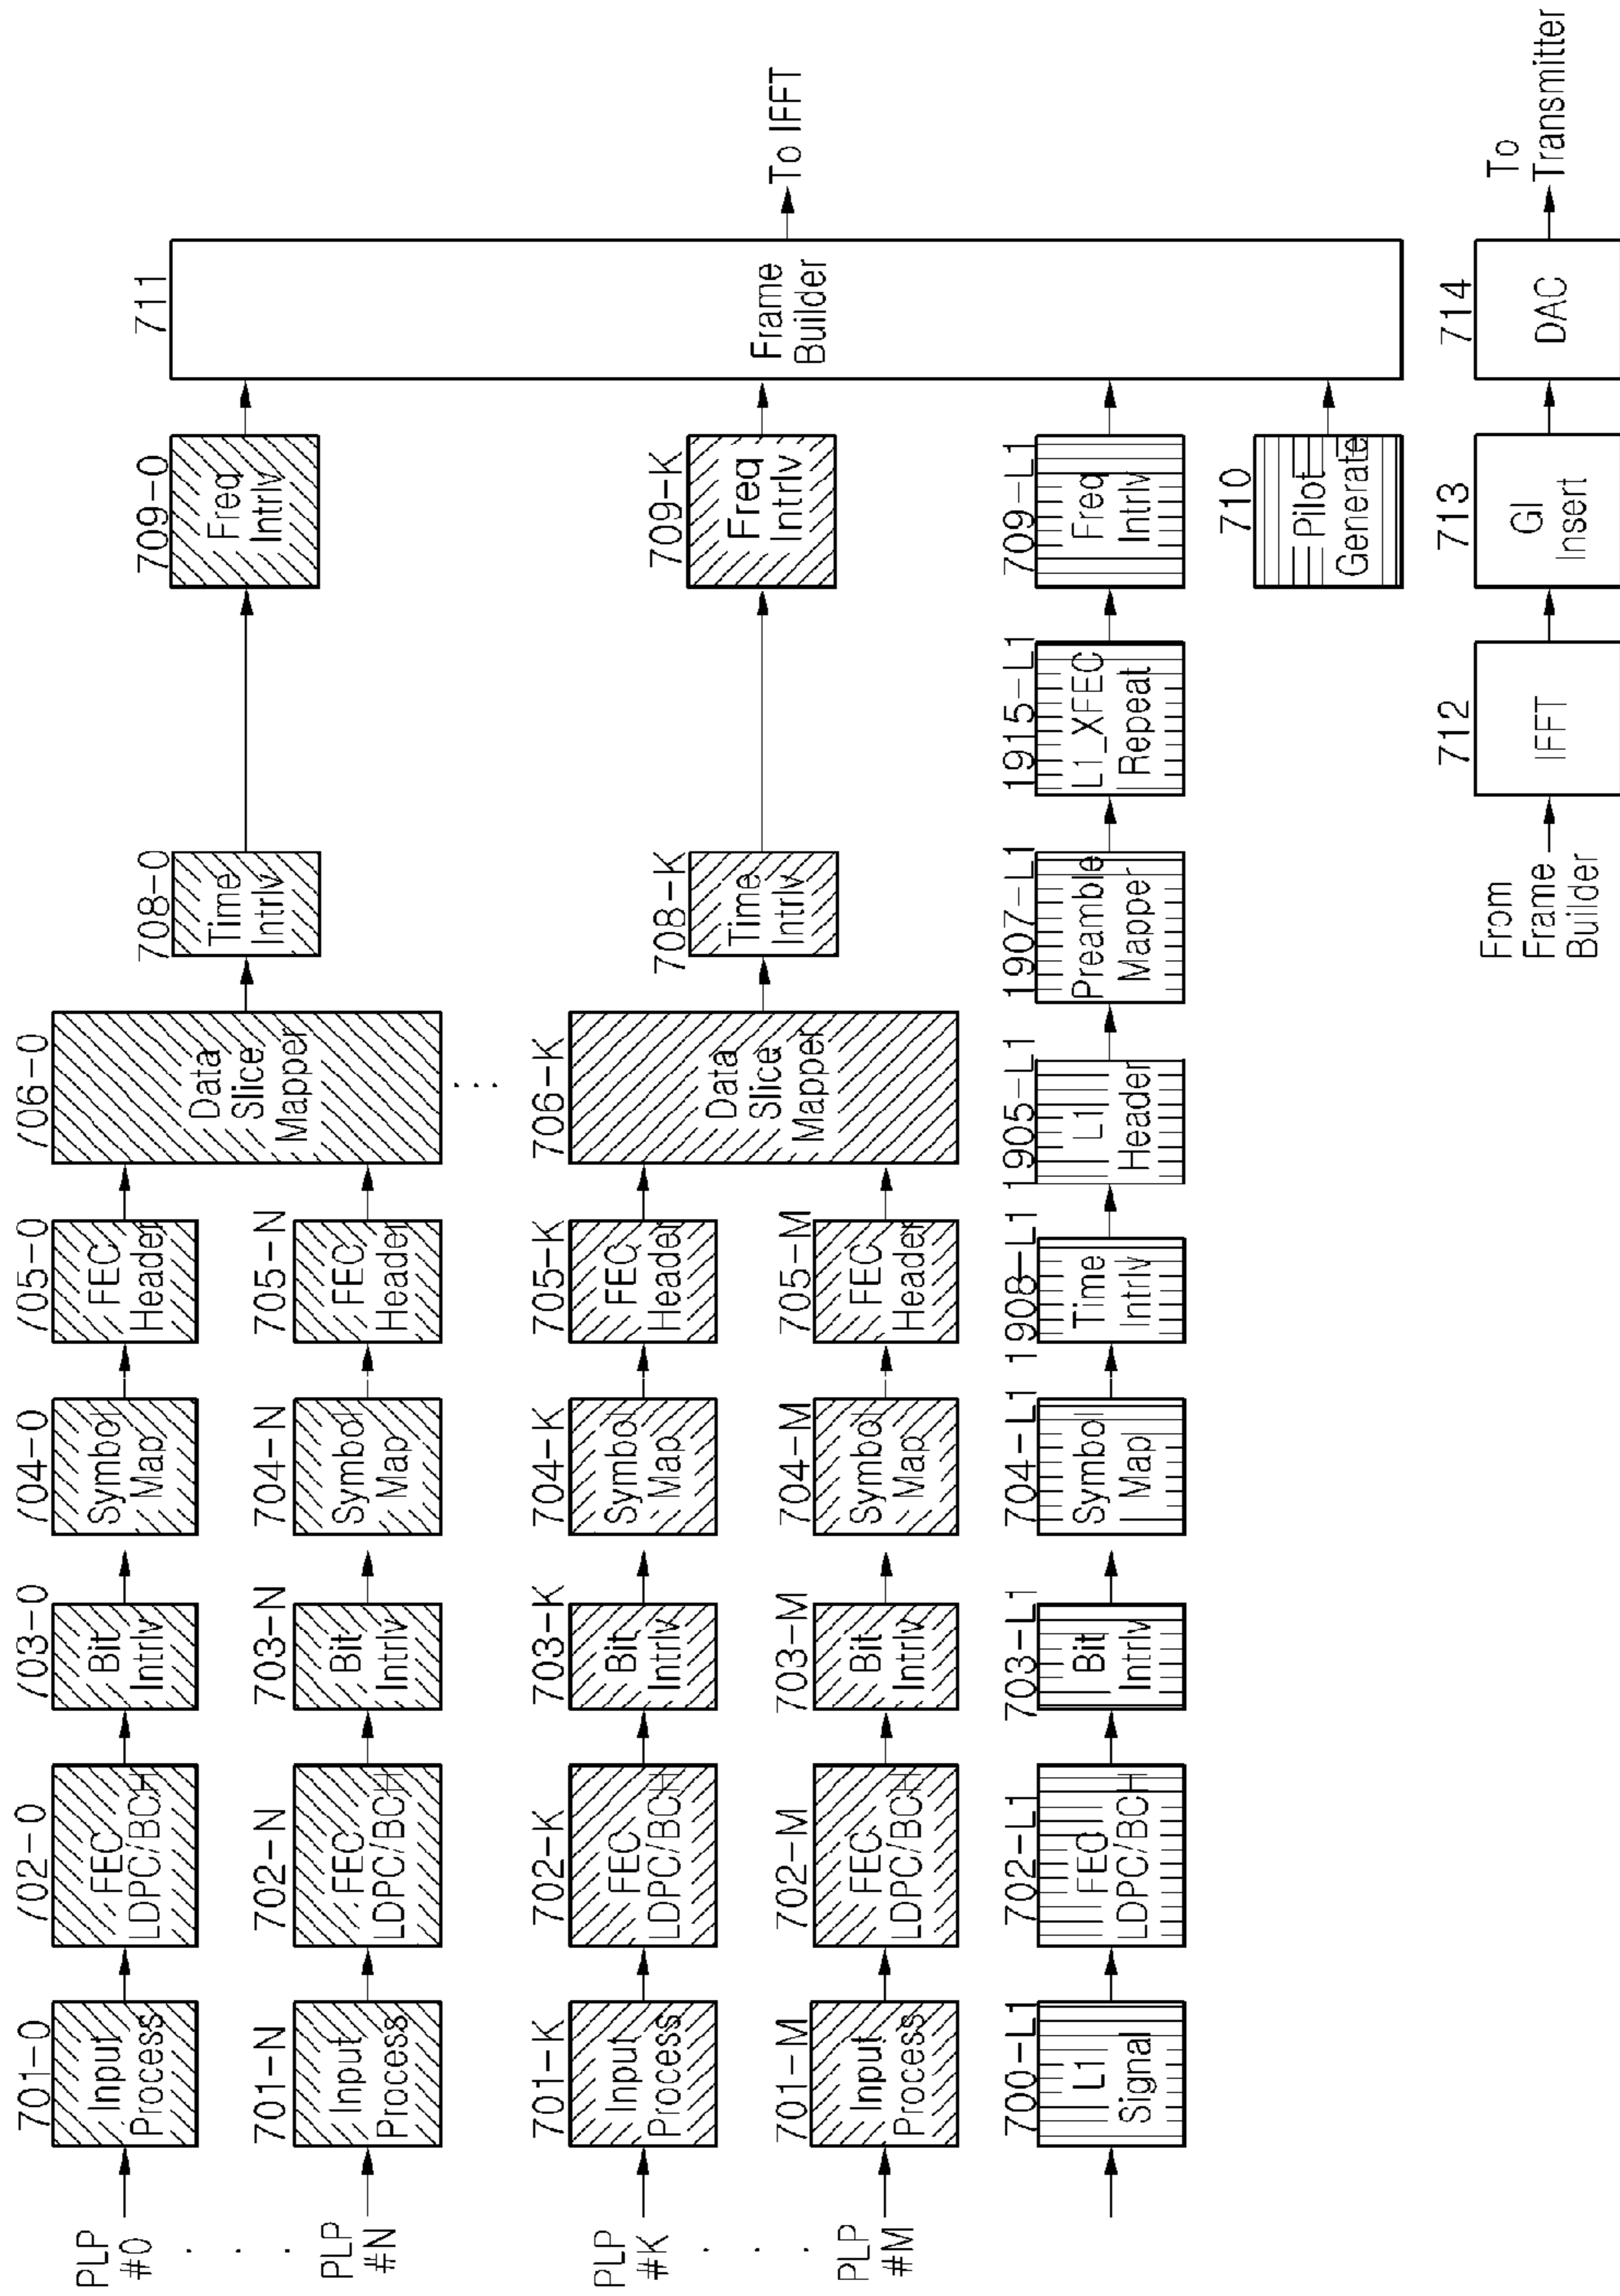 PLP
#0
701-0
Input
Process
702-0
FEC
LDPC/BCH
703-0
Bit
Intrlv
704-0
Symbol
Map
705-0
FEC
Header
706-0
Data
Slice
Mapper
708-0
Time
Intrlv
709-0
Freq
Intrlv
711
Frame
Builder
To IFFT
. . .
PLP
#N
701-N
Input
Process
702-N
FEC
LDPC/BCH
703-N
Bit
Intrlv
704-N
Symbol
Map
705-N
FEC
Header
. . .
PLP
#K
701-K
Input
Process
702-K
FEC
LDPC/BCH
703-K
Bit
Intrlv
704-K
Symbol
Map
705-K
FEC
Header
706-K
Data
Slice
Mapper
708-K
Time
Intrlv
709-K
Freq
Intrlv
. . .
PLP
#M
701-M
Input
Process
702-M
FEC
LDPC/BCH
703-M
Bit
Intrlv
704-M
Symbol
Map
705-M
FEC
Header
700-L1
L1
Signal
702-L1
FEC
LDPC/BCH
703-L1
Bit
Intrlv
704-L1
Symbol
Map
1908-L1
Time
Intrlv
1905-L1
L1
Header
1907-L1
Preamble
Mapper
1915-L1
L1_XFEC
Repeat
709-L1
Freq
Intrlv
710
Pilot
Generate
From
Frame
Builder
712
IFFT
713
GI
Insert
714
DAC
To
Transmitter